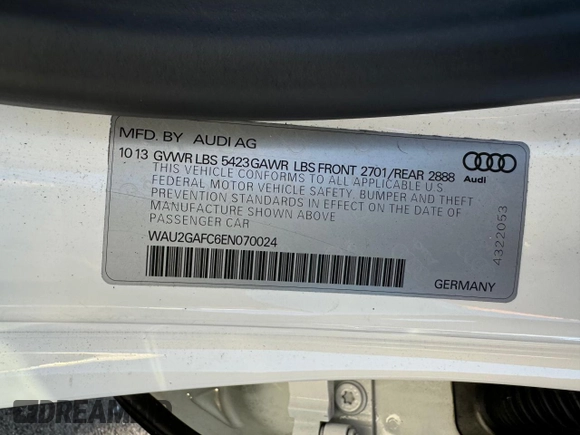 MFD. BY AUDI AG
10 13 GVWR LBS 5423 GAWR LBS FRONT 2701/REAR 2888
THIS VEHICLE CONFORMS TO ALL APPLICABLE U.S.
FEDERAL MOTOR VEHICLE SAFETY, BUMPER AND THEFT
PREVENTION STANDARDS IN EFFECT ON THE DATE OF
MANUFACTURE SHOWN ABOVE
PASSENGER CAR
WAU2GAFC6EN070024
Audi
4322053
GERMANY